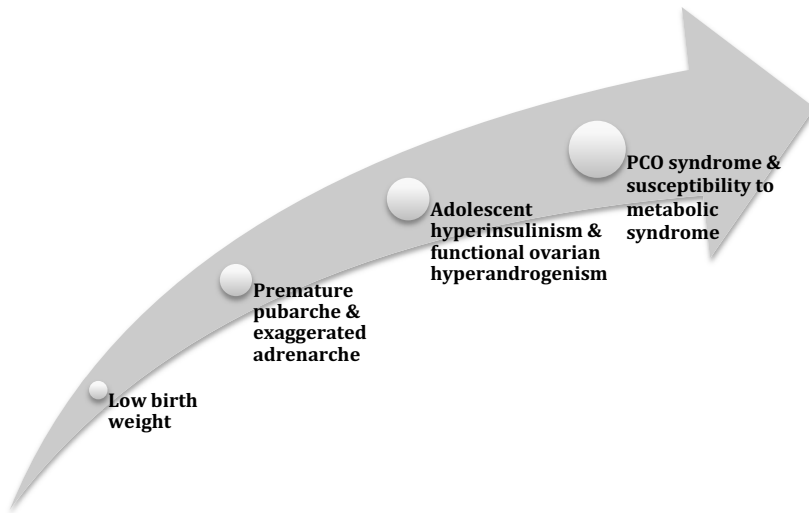 Low birth
weight
Premature
pubarche &
exaggerated
adrenarche
Adolescent
hyperinsulinism &
functional ovarian
hyperandrogenism
PCO syndrome &
susceptibility to
metabolic
syndrome